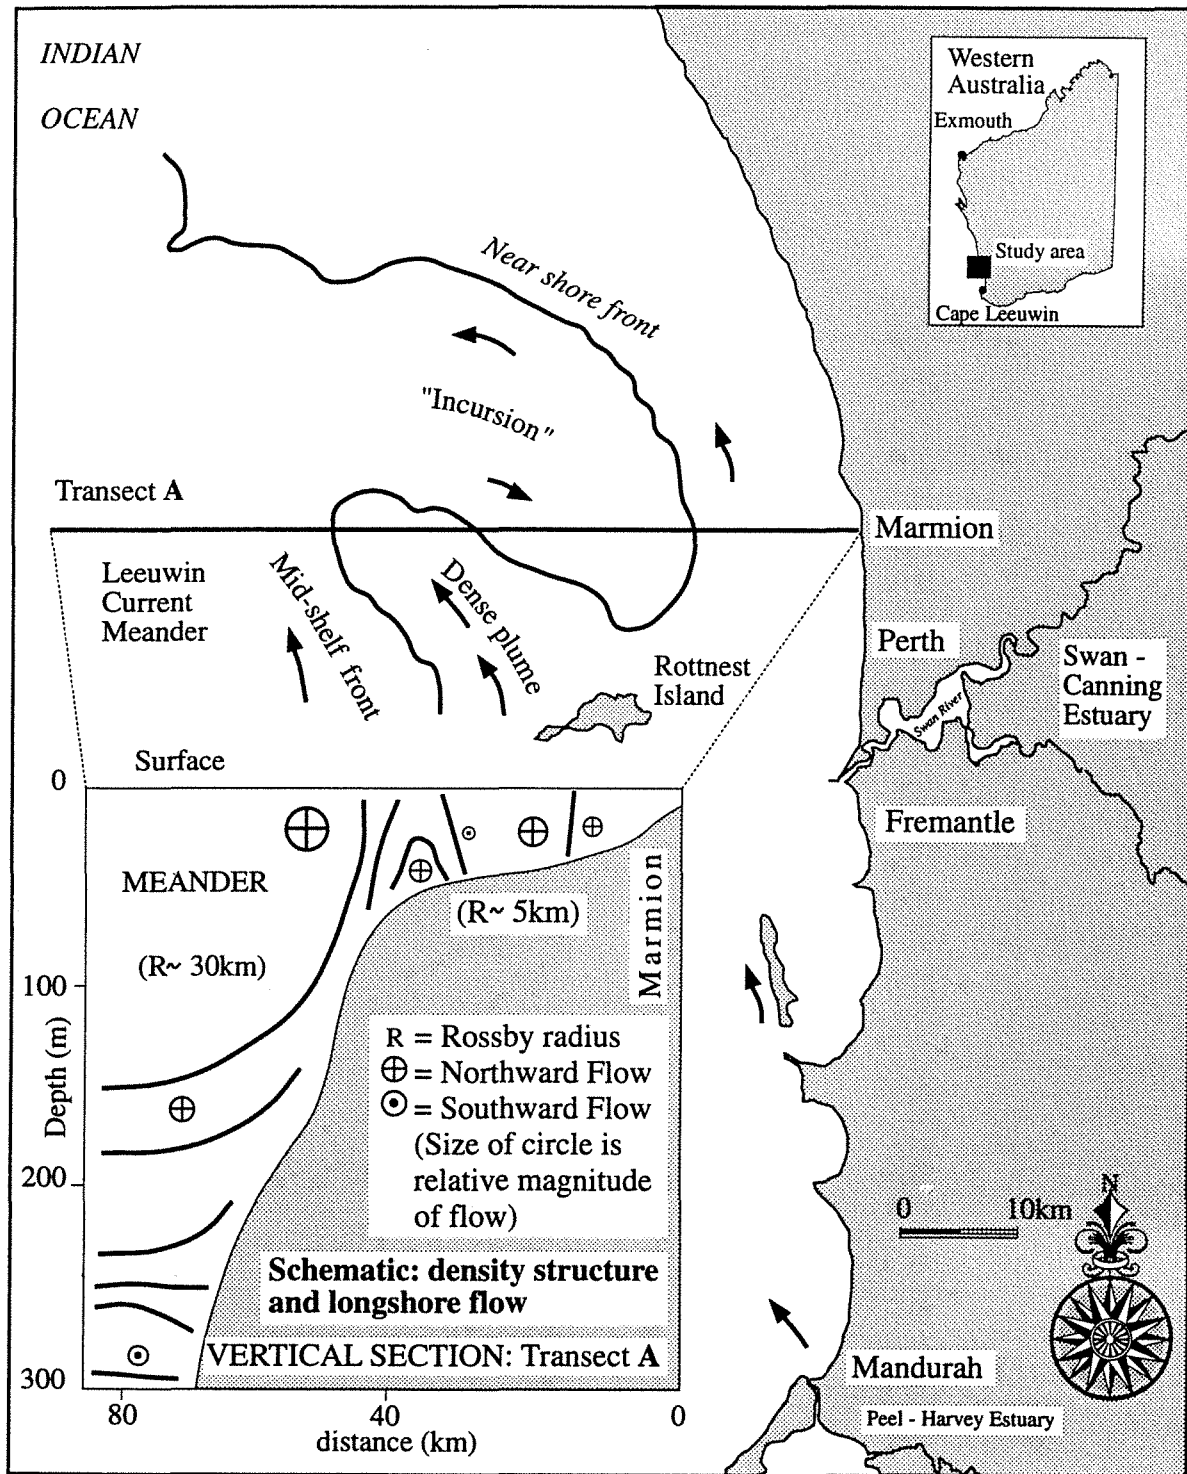 INDIAN
OCEAN
Western
Australia
Exmouth
Study area
Cape Leeuwin
Near shore front
"Incursion"
Transect A
Marmion
Leeuwin
Current
Meander
Mid-shelf front
Dense plume
Rottnest
Island
Perth
Swan -
Canning
Estuary
Swan River
Fremantle
Surface
0
MEANDER
(R~ 30km)
(R~ 5km)
Marmion
100
200
300
Depth (m)
R = Rossby radius
= Northward Flow
= Southward Flow
(Size of circle is
relative magnitude
of flow)
Schematic: density structure
and longshore flow
VERTICAL SECTION: Transect A
80
40
0
distance (km)
0
10km
N
Mandurah
Peel - Harvey Estuary